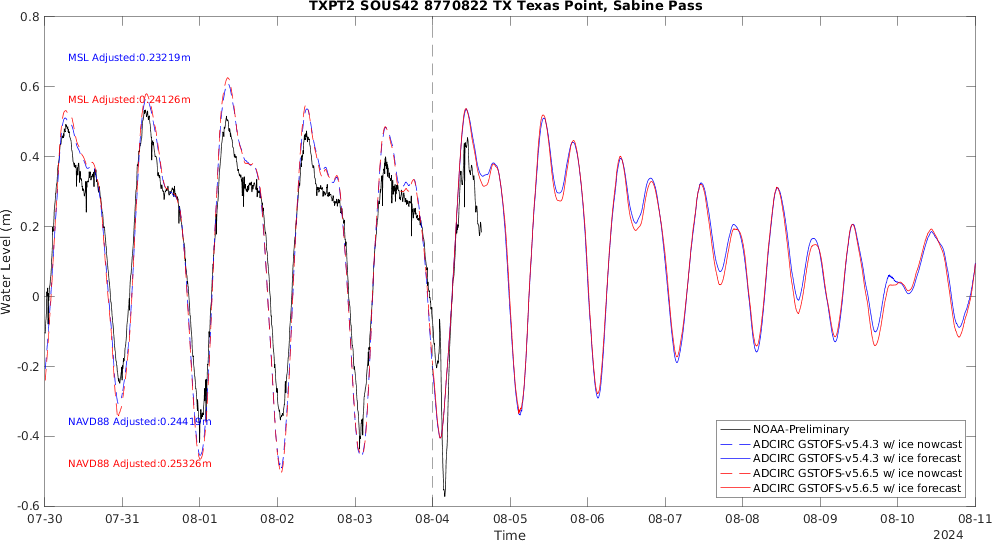 TXPT2 SOUS42 8770822 TX Texas Point, Sabine Pass
0.8
0.6
0.4
0.2
0
-0.2
-0.4
-0.6
Water Level (m)
MSL Adjusted:0.23219m
MSL Adjusted:0.24126m
NAVD88 Adjusted:0.24419m
NAVD88 Adjusted:0.25326m
NOAA-Preliminary
ADCIRC GSTOFS-v5.4.3 w/ ice nowcast
ADCIRC GSTOFS-v5.4.3 w/ ice forecast
ADCIRC GSTOFS-v5.6.5 w/ ice nowcast
ADCIRC GSTOFS-v5.6.5 w/ ice forecast
07-30 07-31 08-01 08-02 08-03 08-04 08-05 08-06 08-07 08-08 08-09 08-10 08-11
Time
2024